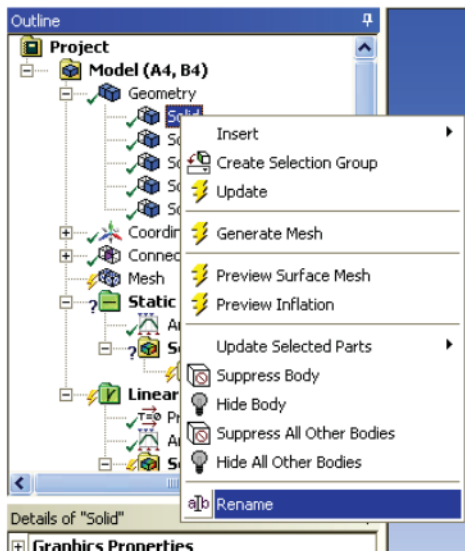 Outline
Project
Model (A4, B4)
Geometry
Solid
Insert
Create Selection Group
Update
Coordin
Generate Mesh
Connec
Mesh
Preview Surface Mesh
Static
Preview Inflation
Update Selected Parts
Suppress Body
Linear
Hide Body
T=0
Suppress All Other Bodies
Hide All Other Bodies
Rename
Details of "Solid"
Graphics Properties